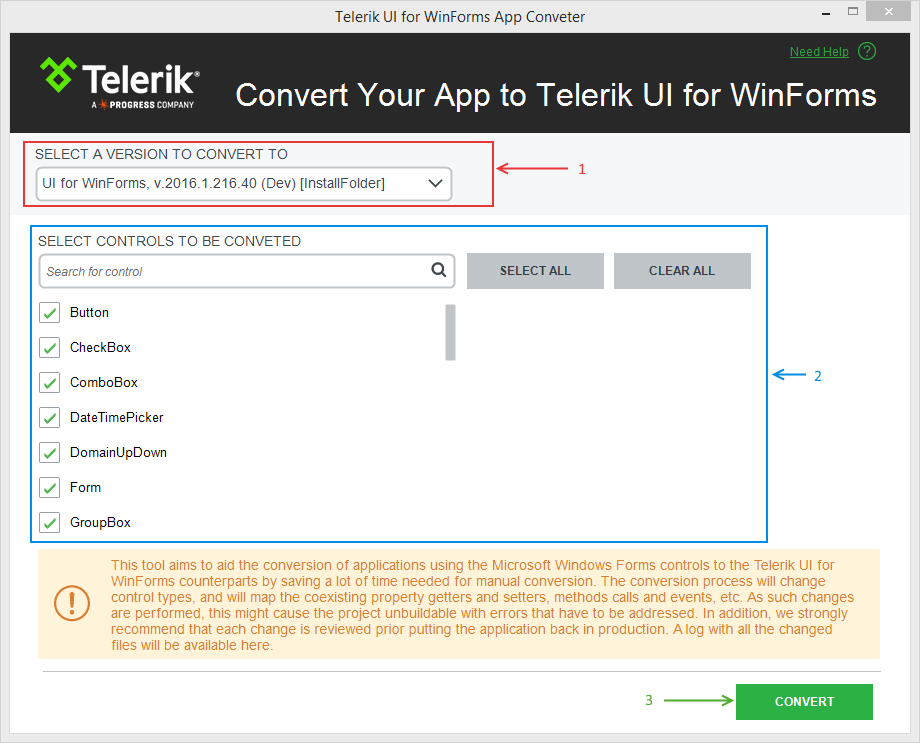 Telerik UI for WinForms App Conveter
Need Help ?
Telerik®
A PROGRESS COMPANY
Convert Your App to Telerik UI for WinForms
SELECT A VERSION TO CONVERT TO
UI for WinForms, v.2016.1.216.40 (Dev) [InstallFolder]
1
SELECT CONTROLS TO BE CONVETED
Search for control
SELECT ALL
CLEAR ALL
Button
CheckBox
ComboBox
2
DateTimePicker
DomainUpDown
Form
GroupBox
This tool aims to aid the conversion of applications using the Microsoft Windows Forms controls to the Telerik UI for
WinForms counterparts by saving a lot of time needed for manual conversion. The conversion process will change
control types, and will map the coexisting property getters and setters, methods calls and events, etc. As such changes
are performed, this might cause the project unbuildable with errors that have to be addressed. In addition, we strongly
recommend that each change is reviewed prior putting the application back in production. A log with all the changed
files will be available here.
3
CONVERT